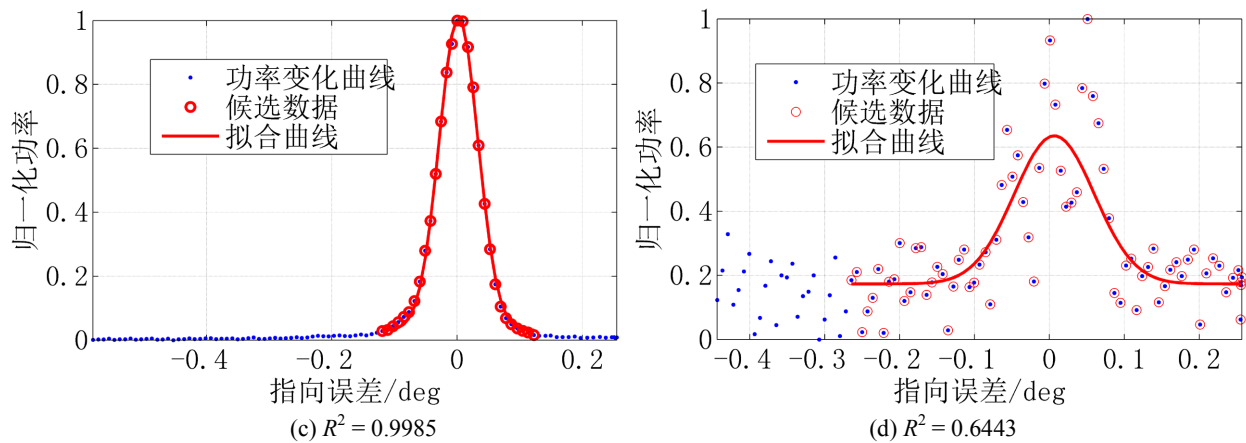 1
0.8
0.6
0.4
0.2
0
归一化功率
功率变化曲线
候选数据
拟合曲线
-0.4 -0.2 0 0.2
指向误差/deg
(c) R² = 0.9985
1
0.8
0.6
0.4
0.2
0
归一化功率
功率变化曲线
候选数据
拟合曲线
-0.4 -0.3 -0.2 -0.1 0 0.1 0.2
指向误差/deg
(d) R² = 0.6443